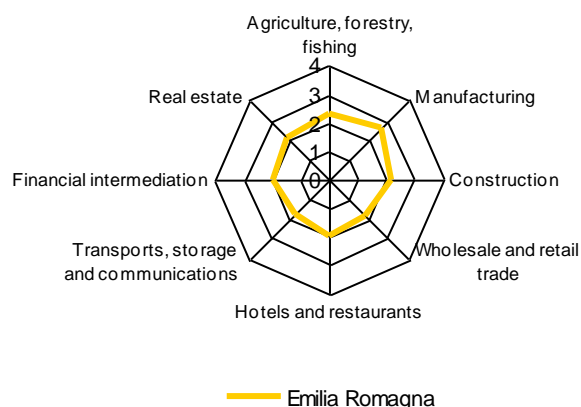 Agriculture, forestry,
fishing
4
3
2
1
0
Real estate
Manufacturing
Financial intermediation
Construction
Transports, storage
and communications
Wholesale and retail
trade
Hotels and restaurants
Emilia Romagna